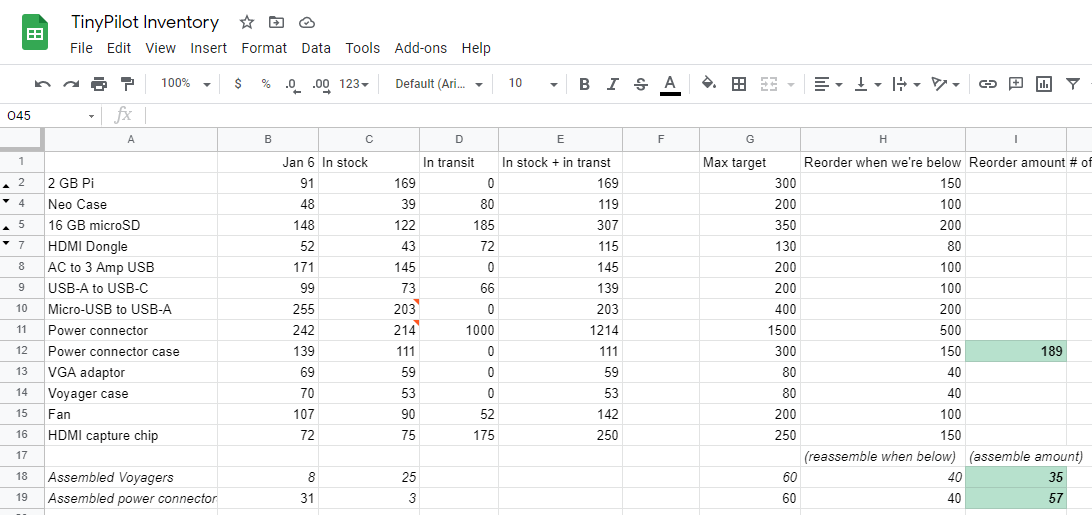 TinyPilot Inventory
File Edit View Insert Format Data Tools Add-ons Help
100% $ % .0 .00 123 Default (Ari... 10 B I S A
O45 fx
A B C D E F G H I
1 Jan 6 In stock In transit In stock + in transt Max target Reorder when we're below Reorder amount # of
2 2 GB Pi 91 169 0 169 300 150
4 Neo Case 48 39 80 119 200 100
5 16 GB microSD 148 122 185 307 350 200
7 HDMI Dongle 52 43 72 115 130 80
8 AC to 3 Amp USB 171 145 0 145 200 100
9 USB-A to USB-C 99 73 66 139 200 100
10 Micro-USB to USB-A 255 203 0 203 400 200
11 Power connector 242 214 1000 1214 1500 500
12 Power connector case 139 111 0 111 300 150 189
13 VGA adaptor 69 59 0 59 80 40
14 Voyager case 70 53 0 53 80 40
15 Fan 107 90 52 142 200 100
16 HDMI capture chip 72 75 175 250 250 150
17 (reassemble when below) (assemble amount)
18 Assembled Voyagers 8 25 60 40 35
19 Assembled power connector 31 3 60 40 57